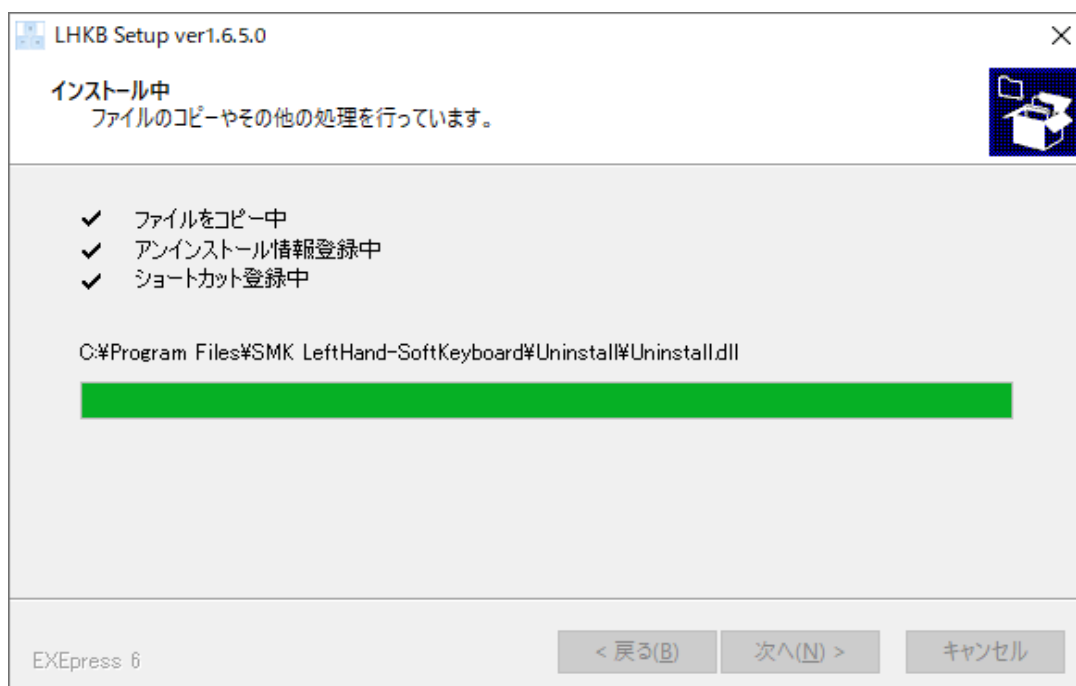 LHKB Setup ver1.6.5.0
インストール中
ファイルのコピーやその他の処理を行っています。
ファイルをコピー中
アンインストール情報登録中
ショートカット登録中
C:¥Program Files¥SMK LeftHand-SoftKeyboard¥Uninstall¥Uninstall.dll
EXEpress 6
< 戻る(B)
次へ(N) >
キャンセル